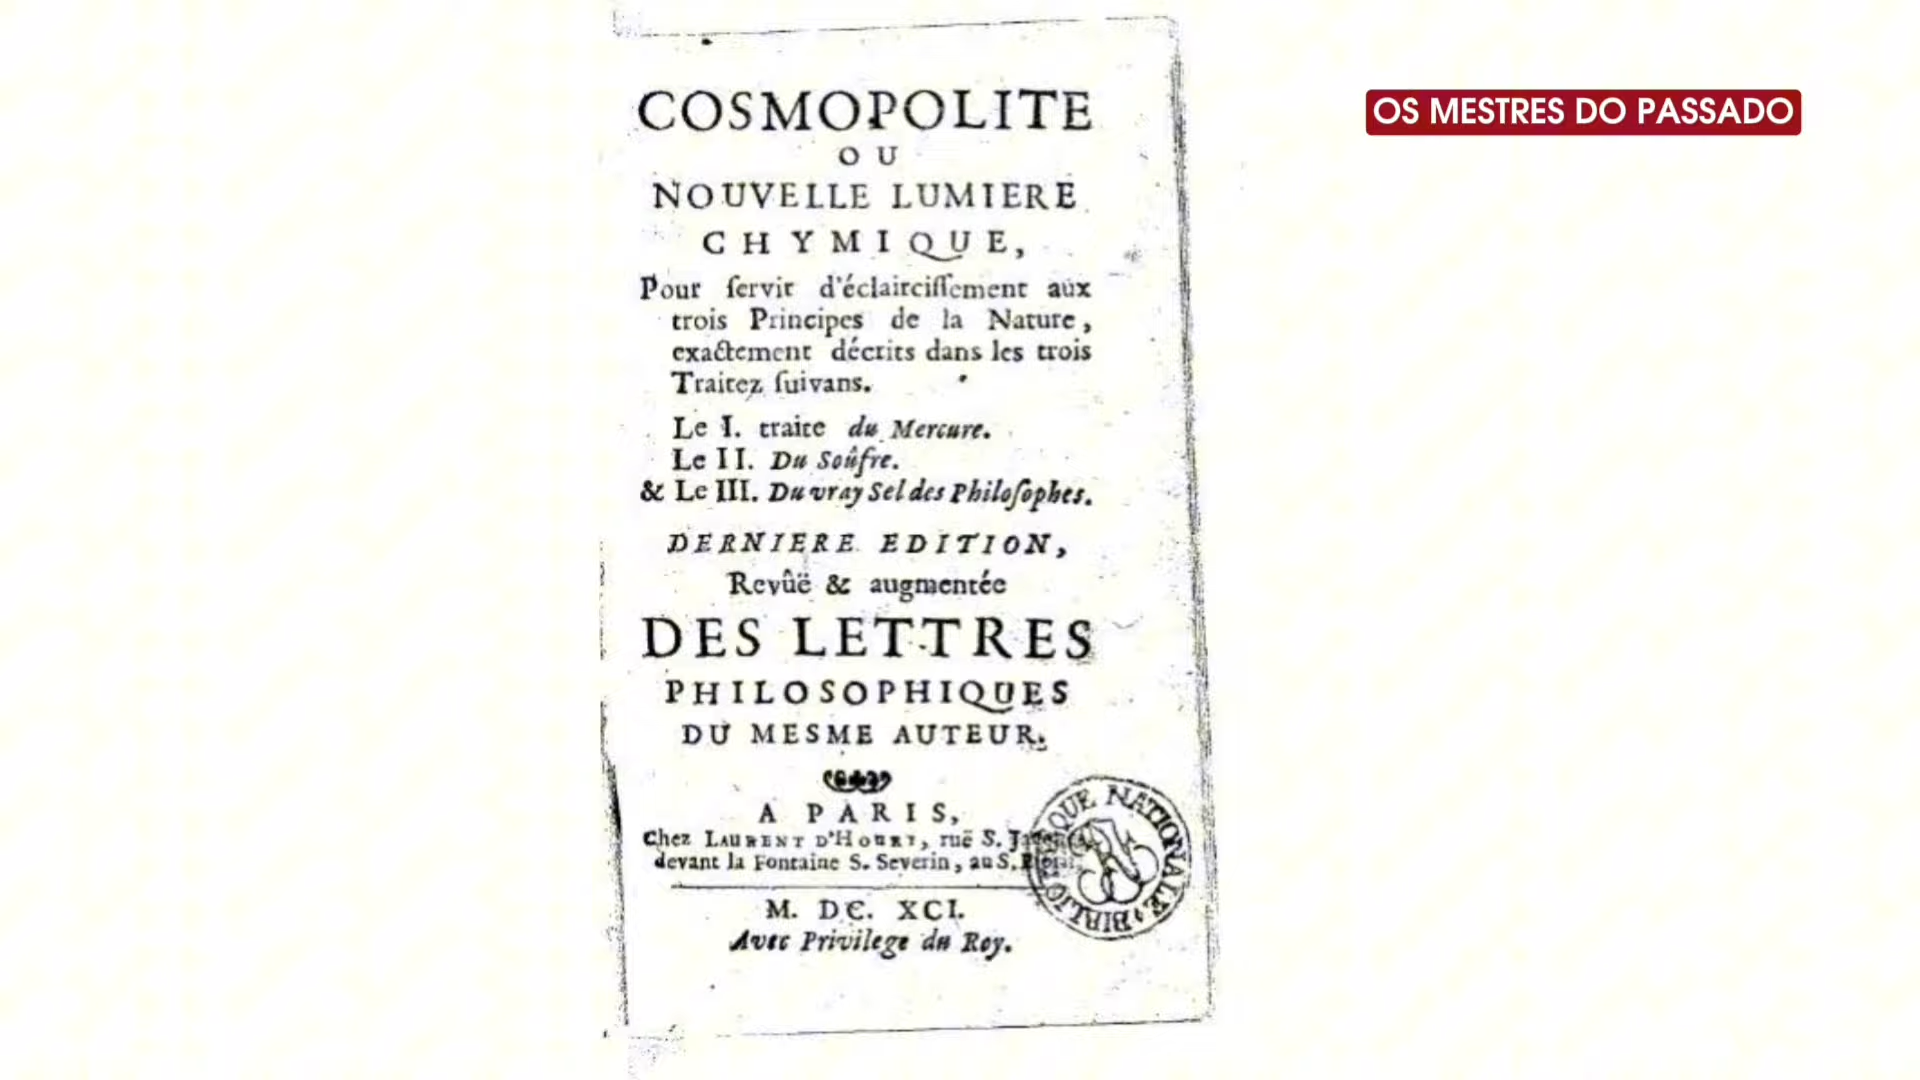 COSMOPOLITE
OU
NOUVELLE LUMIERE
CHYMIQUE,
Pour ſervir d'éclairciſſement aux
trois Principes de la Nature,
exactement décrits dans les trois
Traitez ſuivans.
Le I. traite du Mercure.
Le II. Du Soûfre.
& Le III. Du vray Sel des Philoſophes.
DERNIERE EDITION,
Revûë & augmentée
DES LETTRES
PHILOSOPHIQUES
DU MESME AUTEUR.
A PARIS,
Chez LAURENT D'HOURY, ruë S.
devant la Fontaine S. Severin, au S.
M. DC. XCI.
Avec Privilege du Roy.
NATIONALE
OS MESTRES DO PASSADO